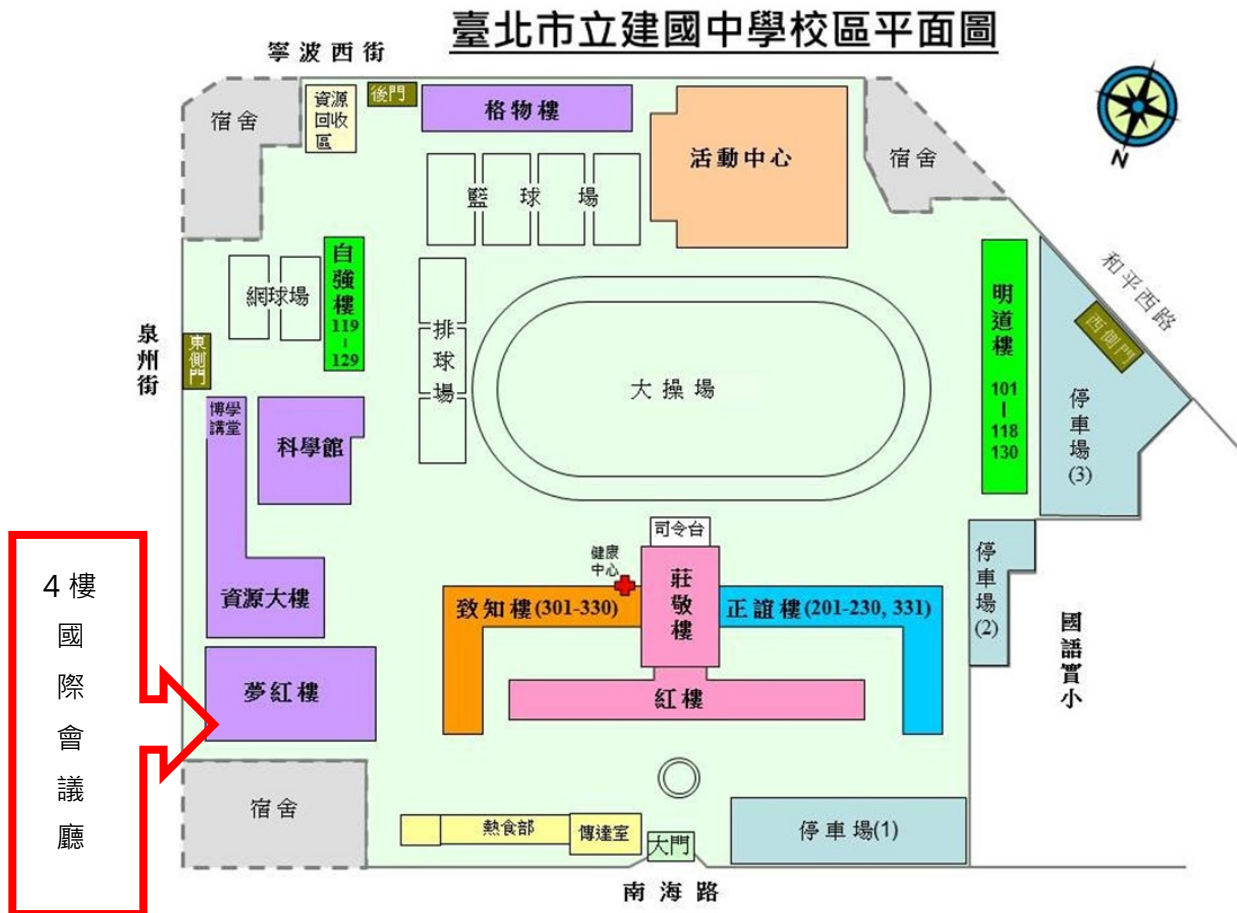 臺北市立建國中學校區平面圖
寧波西街
N
宿舍
資源
回收
區
後門
格物樓
活動中心
宿舍
籃球場
和平西路
西側門
自強樓
119
-
129
網球場
排球場
大操場
明道樓
101
|
118
130
停車場
(3)
泉州街
東側門
博學
講堂
科學館
司令台
健康
中心
莊敬樓
停車場
(2)
國語實小
4樓
國
際
會
議
廳
資源大樓
致知樓(301-330)
正誼樓(201-230, 331)
夢紅樓
紅樓
宿舍
熱食部
傳達室
大門
停車場(1)
南海路